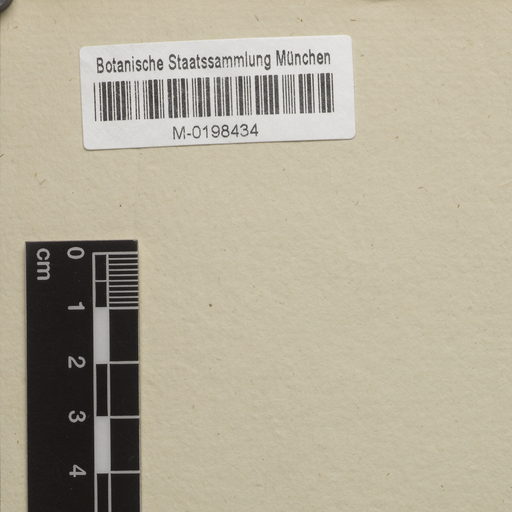 Botanische Staatssammlung München
M-0198434
cm
0
1
2
3
4